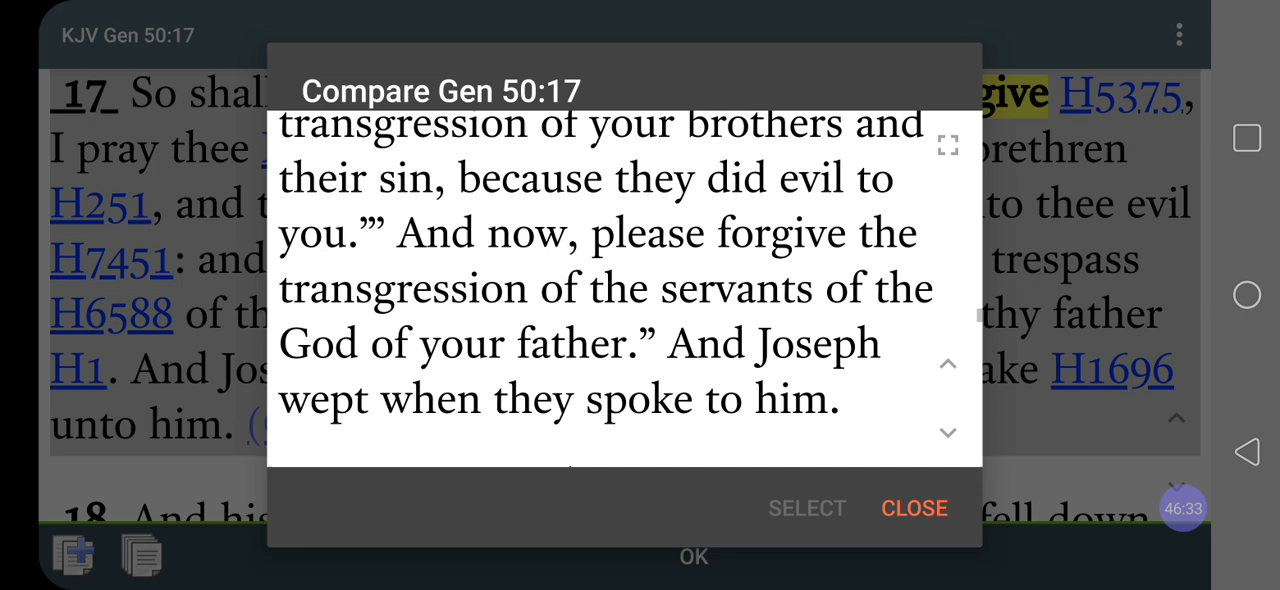 KJV Gen 50:17
Compare Gen 50:17
17 So shal give H5375,
I pray thee brethren
H251, and t to thee evil
H7451: and trespass
H6588 of th thy father
H1. And Jos ake H1696
unto him. (
18 And his fell down
transgression of your brothers and
their sin, because they did evil to
you.”’ And now, please forgive the
transgression of the servants of the
God of your father.” And Joseph
wept when they spoke to him.
SELECT CLOSE
46:33
OK